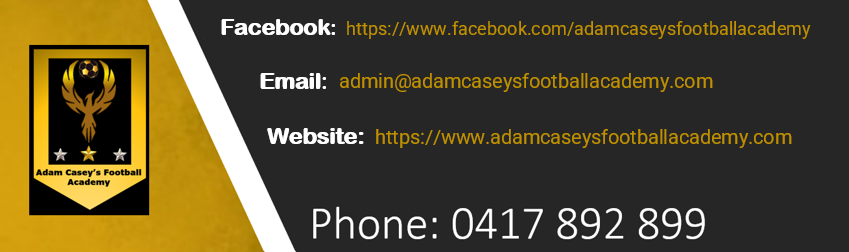 Facebook: https://www.facebook.com/adamcaseysfootballacademy
Email: admin@adamcaseysfootballacademy.com
Website: https://www.adamcaseysfootballacademy.com
Adam Casey's Football
Academy
Phone: 0417 892 899